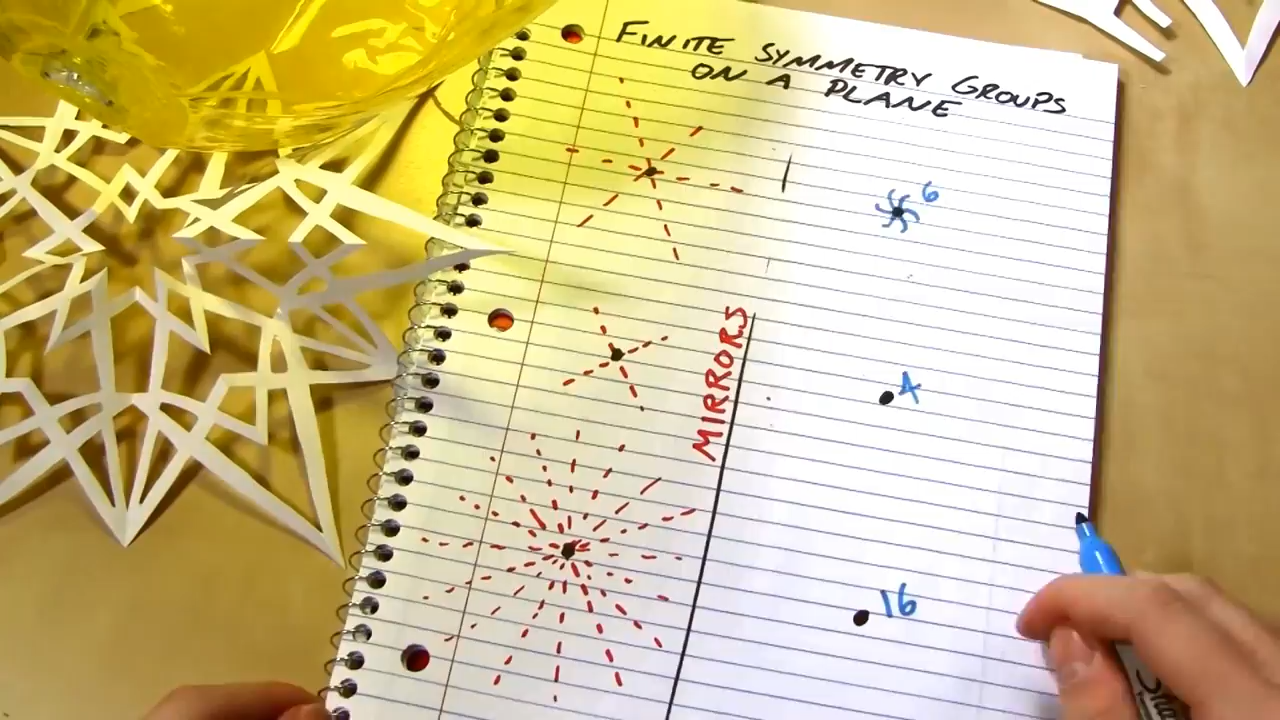 FINITE SYMMETRY GROUPS
ON A PLANE
MIRRORS
6
4
16